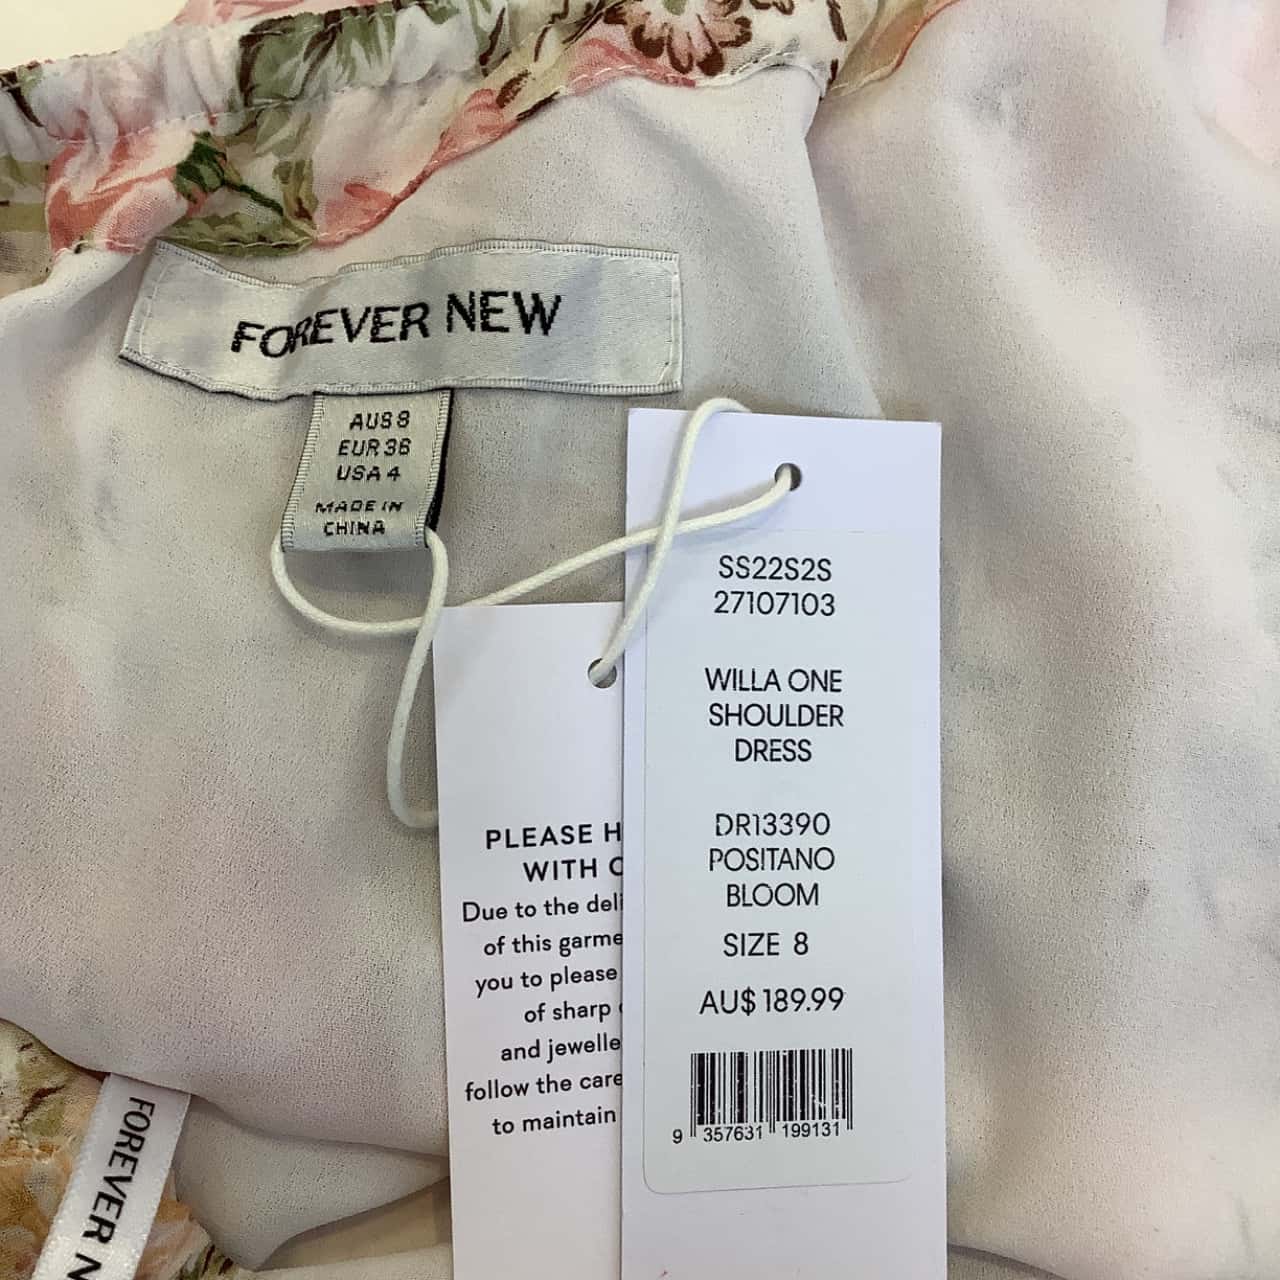 FOREVER NEW
AUS 8
EUR 36
USA 4
MADE IN
CHINA
SS22S2S
27107103
WILLA ONE
SHOULDER
DRESS
DR13390
POSITANO
BLOOM
SIZE 8
AU$ 189.99
9 357631 199131
PLEASE H
WITH C
Due to the deli
of this garme
you to please
of sharp
and jewelle
follow the care
to maintain
FOREVER N